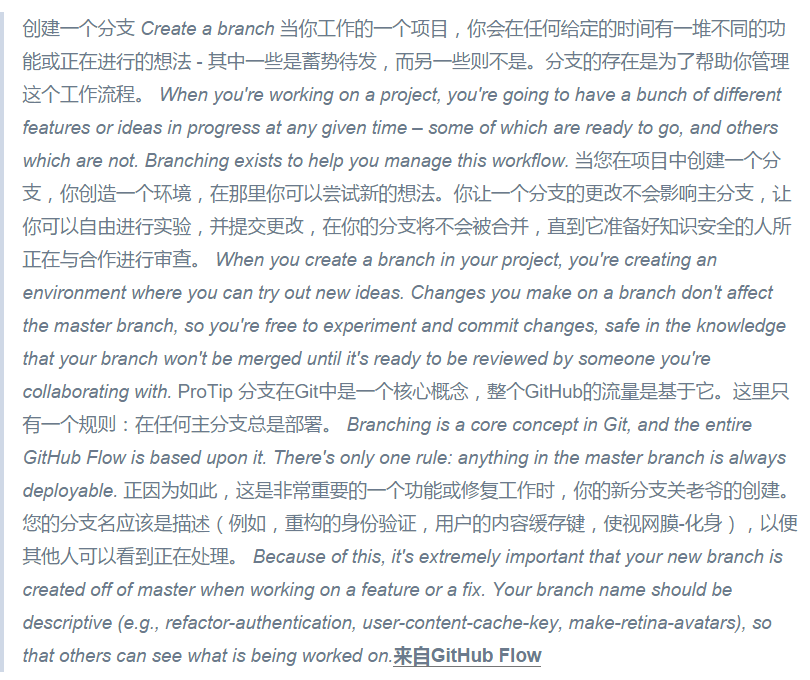 创建一个分支 Create a branch 当你工作的一个项目，你会在任何给定的时间有一堆不同的功
能或正在进行的想法 - 其中一些是蓄势待发，而另一些则不是。分支的存在是为了帮助你管理
这个工作流程。 When you're working on a project, you're going to have a bunch of different
features or ideas in progress at any given time – some of which are ready to go, and others
which are not. Branching exists to help you manage this workflow. 当您在项目中创建一个分
支，你创造一个环境，在那里你可以尝试新的想法。你让一个分支的更改不会影响主分支，让
你可以自由进行实验，并提交更改，在你的分支将不会被合并，直到它准备好知识安全的人所
正在与合作进行审查。 When you create a branch in your project, you're creating an
environment where you can try out new ideas. Changes you make on a branch don't affect
the master branch, so you're free to experiment and commit changes, safe in the knowledge
that your branch won't be merged until it's ready to be reviewed by someone you're
collaborating with. ProTip 分支在Git中是一个核心概念，整个GitHub的流量是基于它。这里只
有一个规则：在任何主分支总是部署。 Branching is a core concept in Git, and the entire
GitHub Flow is based upon it. There's only one rule: anything in the master branch is always
deployable. 正因为如此，这是非常重要的一个功能或修复工作时，你的新分支关老爷的创建。
您的分支名应该是描述（例如，重构的身份验证，用户的内容缓存键，使视网膜-化身），以便
其他人可以看到正在处理。 Because of this, it's extremely important that your new branch is
created off of master when working on a feature or a fix. Your branch name should be
descriptive (e.g., refactor-authentication, user-content-cache-key, make-retina-avatars), so
that others can see what is being worked on.来自GitHub Flow